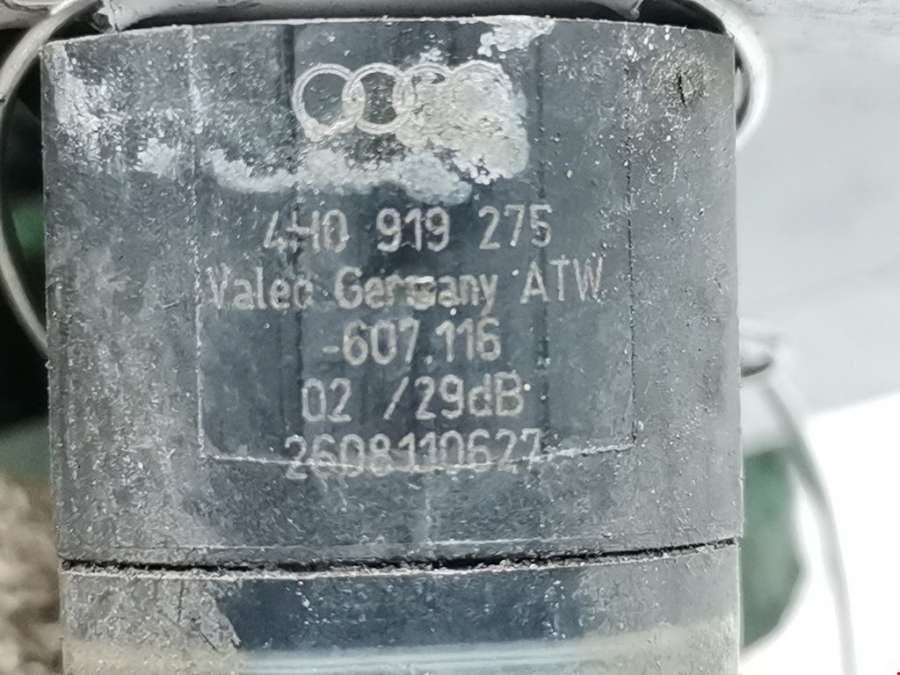 4H0 919 275
Valeo Germany ATW
-607.116
02 /29dB
2608110627